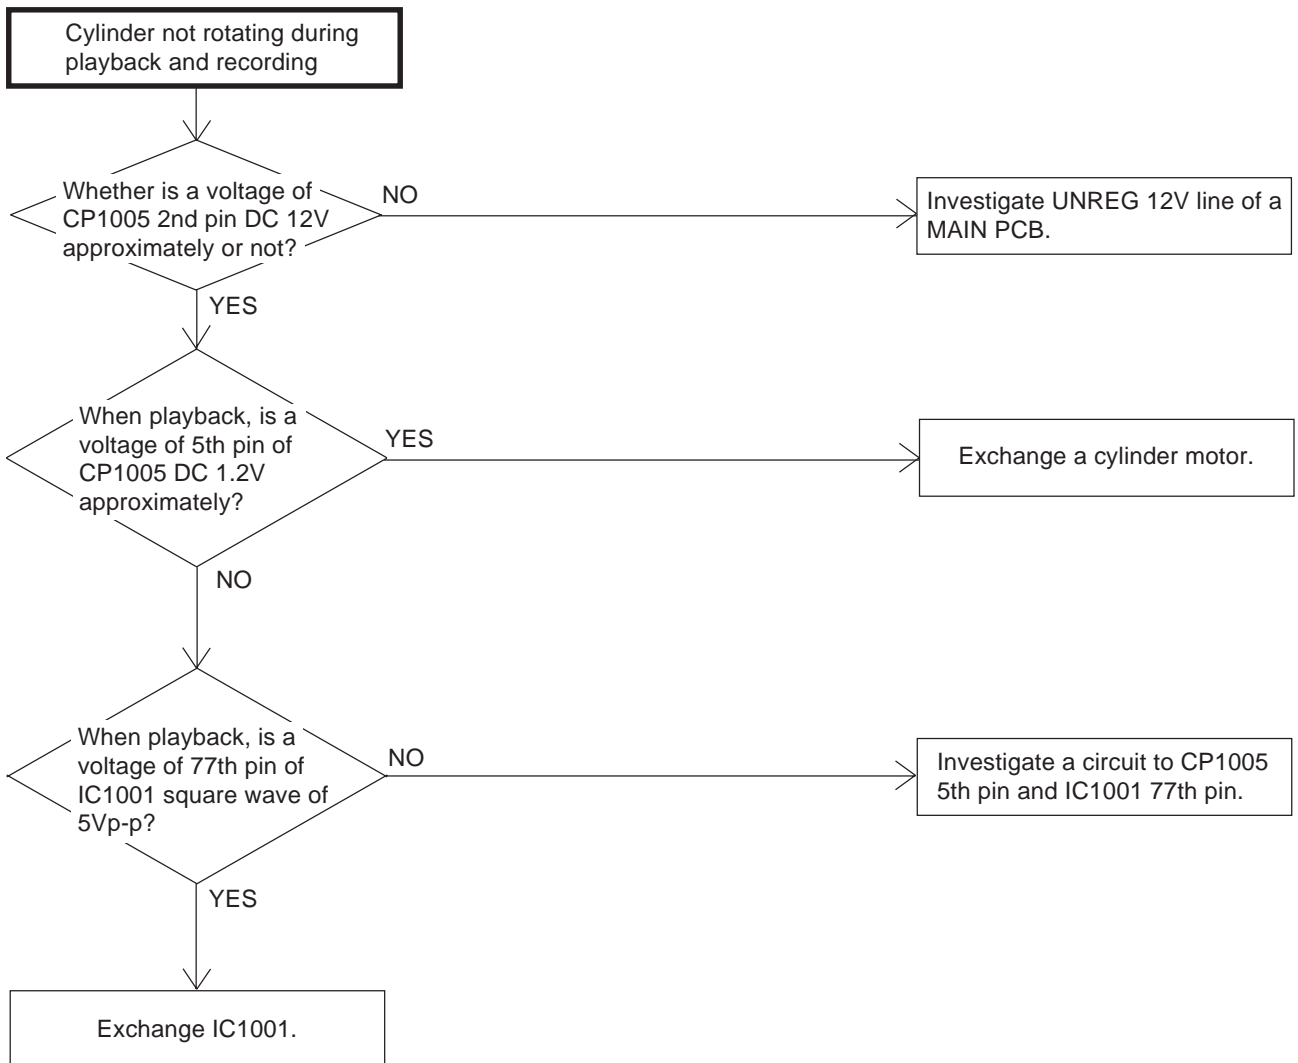 Cylinder not rotating during
playback and recording
Whether is a voltage of
CP1005 2nd pin DC 12V
approximately or not?
NO
Investigate UNREG 12V line of a
MAIN PCB.
YES
When playback, is a
voltage of 5th pin of
CP1005 DC 1.2V
approximately?
YES
Exchange a cylinder motor.
NO
When playback, is a
voltage of 77th pin of
IC1001 square wave of
5Vp-p?
NO
Investigate a circuit to CP1005
5th pin and IC1001 77th pin.
YES
Exchange IC1001.